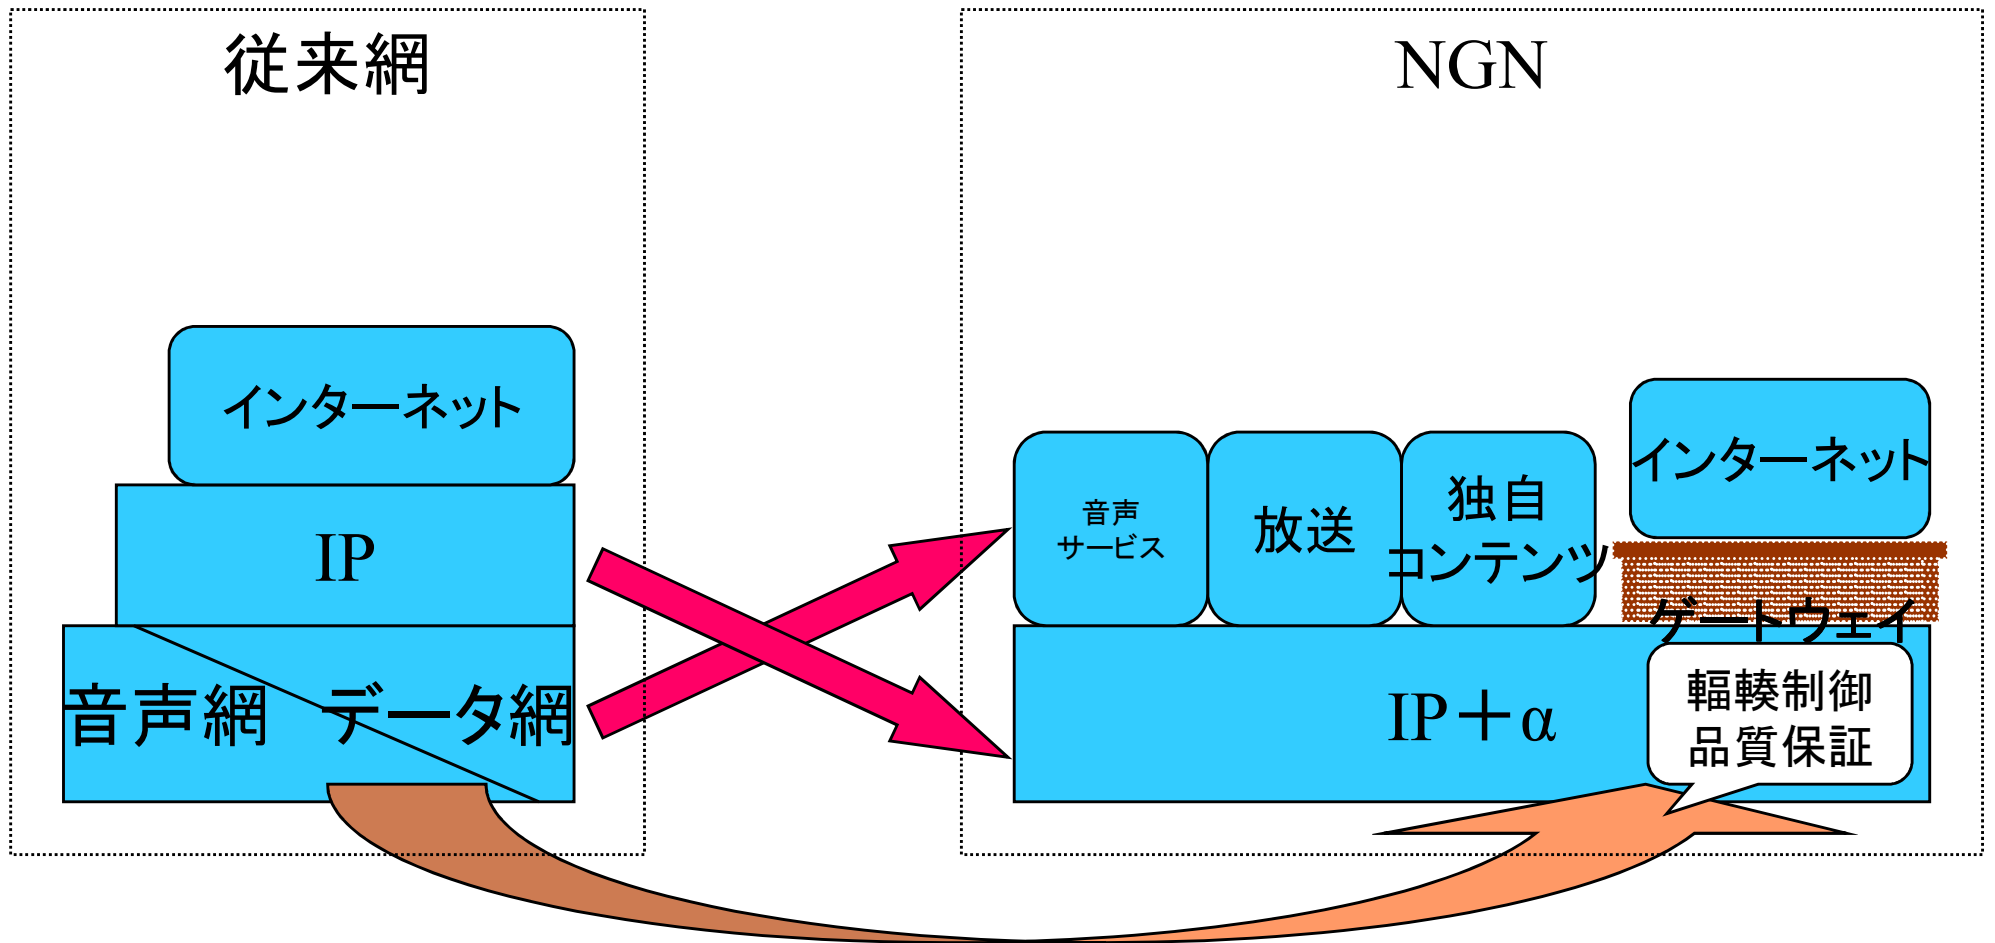 従来網
インターネット
IP
音声網 データ網
NGN
音声
サービス
放送
独自
コンテンツ
インターネット
ゲートウェイ
IP＋α
輻輳制御
品質保証